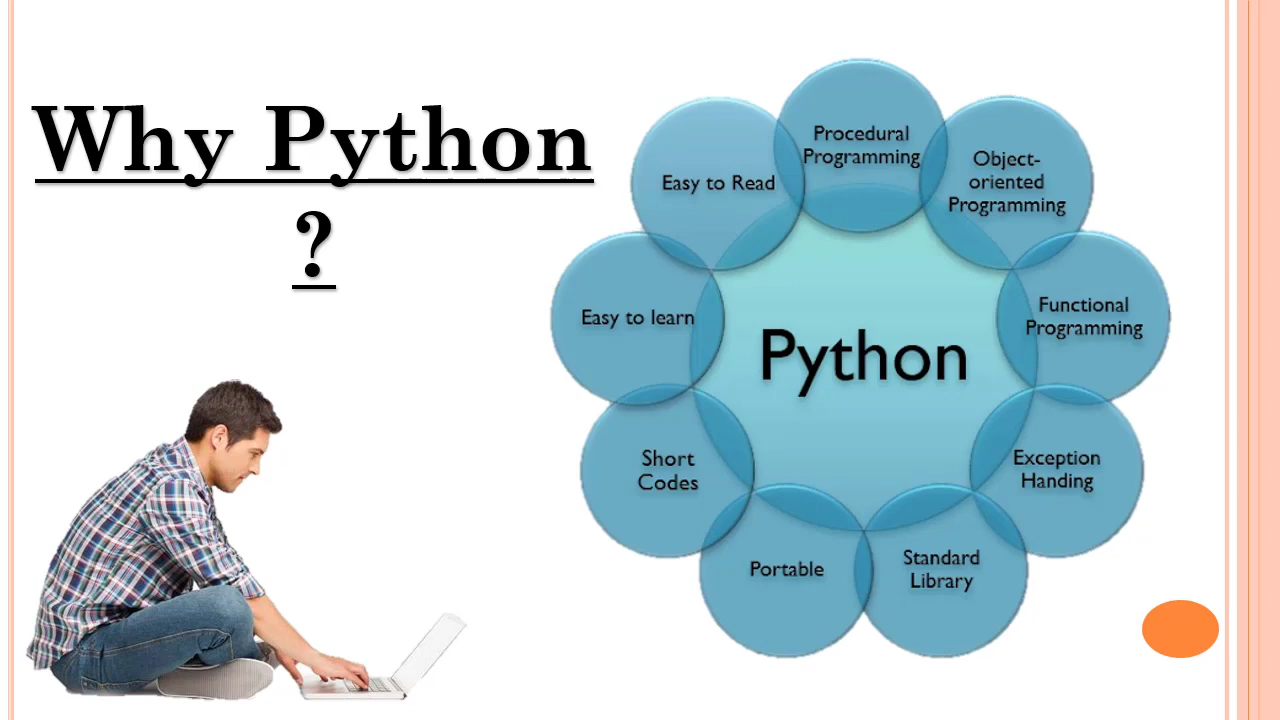 Why Python
?
Procedural
Programming
Object-
oriented
Programming
Functional
Programming
Exception
Handing
Standard
Library
Portable
Short
Codes
Easy to learn
Easy to Read
Python